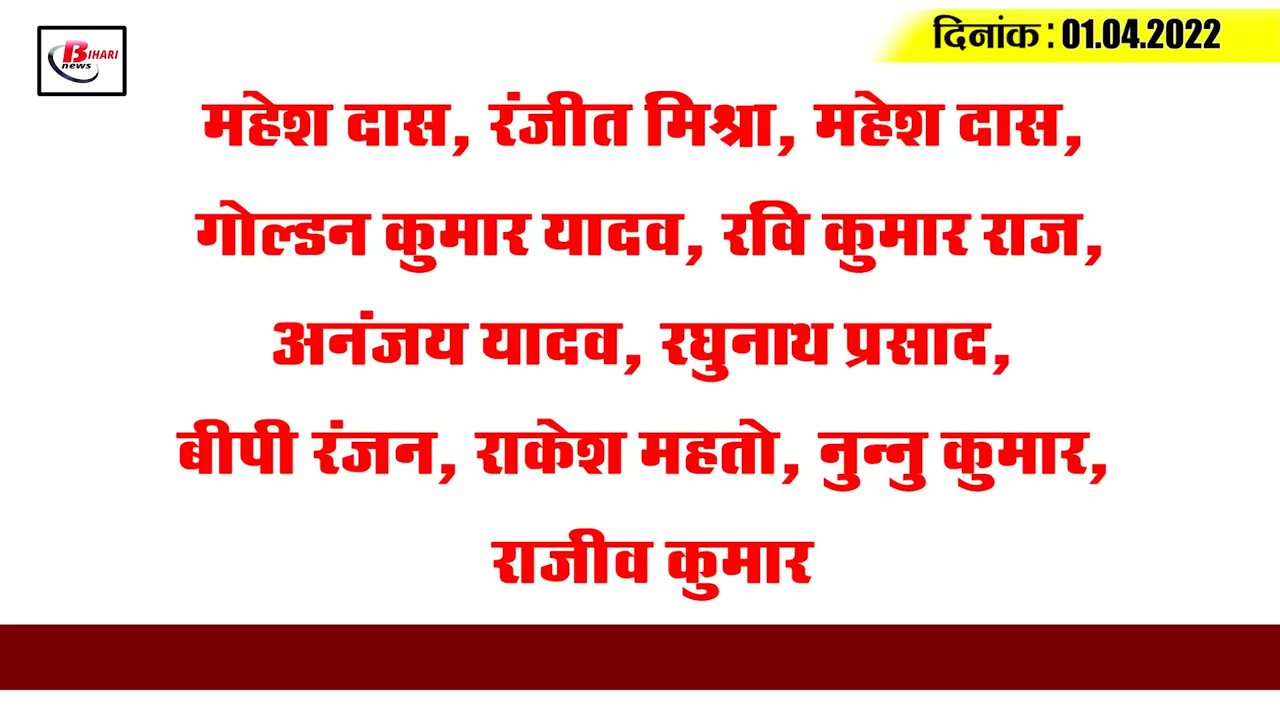 BIHARI
news
दिनांक : 01.04.2022
महेश दास, रंजीत मिश्रा, महेश दास,
गोल्डन कुमार यादव, रवि कुमार राज,
अनंजय यादव, रघुनाथ प्रसाद,
बीपी रंजन, राकेश महतो, नुन्नु कुमार,
राजीव कुमार